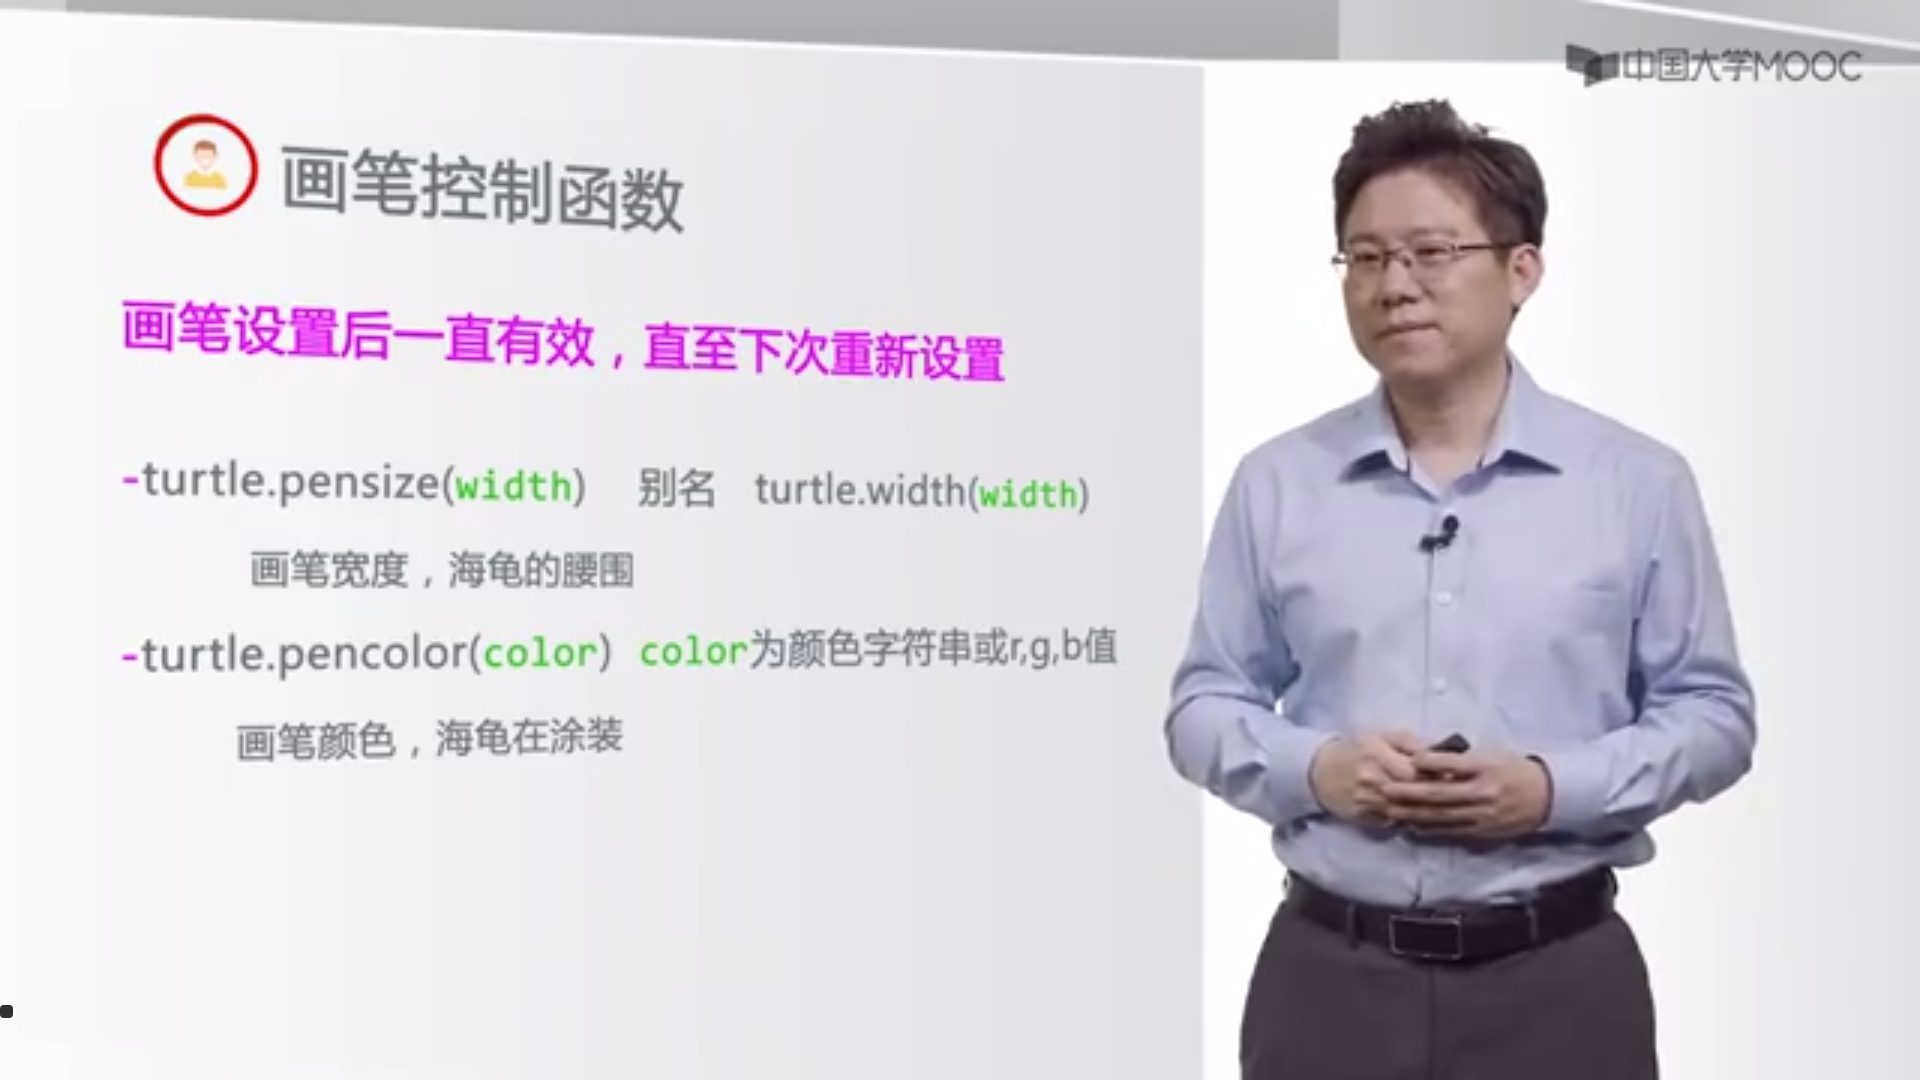 中国大学MOOC
画笔控制函数
画笔设置后一直有效，直至下次重新设置
-turtle.pensize(width) 别名 turtle.width(width)
画笔宽度，海龟的腰围
-turtle.pencolor(color) color为颜色字符串或r,g,b值
画笔颜色，海龟在涂装